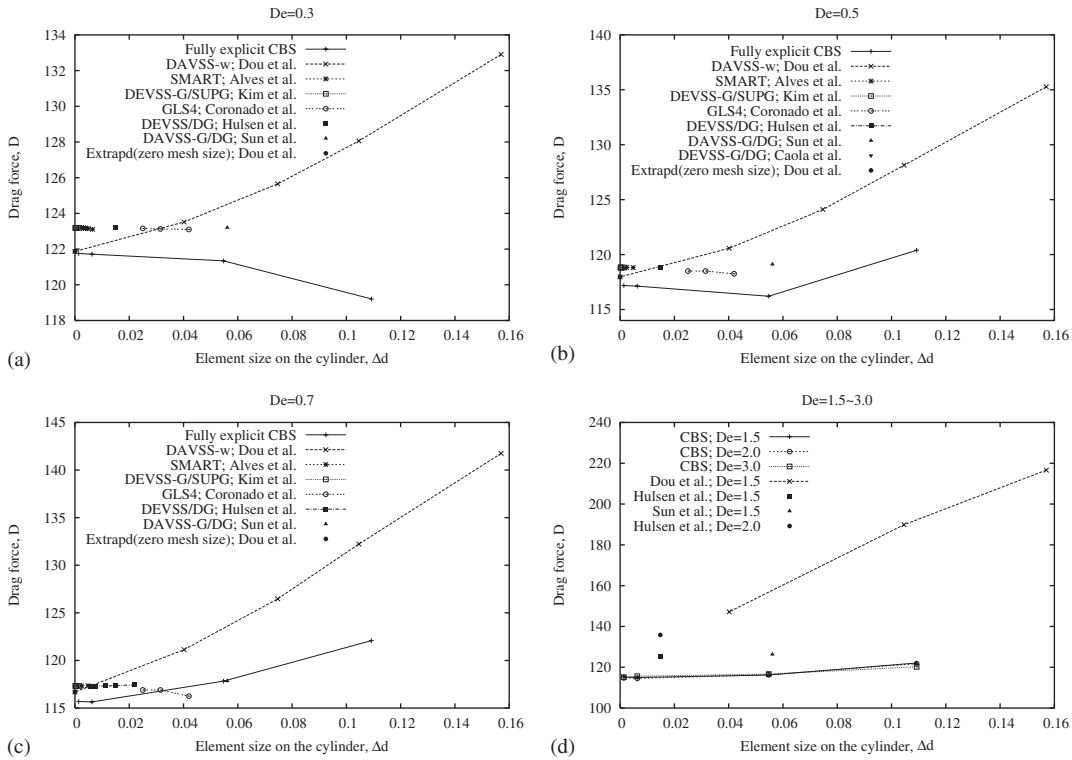 De=0.3
134
132
130
128
126
124
122
120
118
0
0.02
0.04
0.06
0.08
0.1
0.12
0.14
0.16
Drag force, D
Element size on the cylinder, Δd
Fully explicit CBS
DAVSS-w; Dou et al.
SMART; Alves et al.
DEVSS-G/SUPG; Kim et al.
GLS4; Coronado et al.
DEVSS/DG; Hulsen et al.
DAVSS-G/DG; Sun et al.
Extrapd(zero mesh size); Dou et al.
(a)
De=0.5
140
135
130
125
120
115
0
0.02
0.04
0.06
0.08
0.1
0.12
0.14
0.16
Drag force, D
Element size on the cylinder, Δd
Fully explicit CBS
DAVSS-w; Dou et al.
SMART; Alves et al.
DEVSS-G/SUPG; Kim et al.
GLS4; Coronado et al.
DEVSS/DG; Hulsen et al.
DAVSS-G/DG; Sun et al.
DEVSS-G/DG; Caola et al.
Extrapd(zero mesh size); Dou et al.
(b)
De=0.7
145
140
135
130
125
120
115
0
0.02
0.04
0.06
0.08
0.1
0.12
0.14
0.16
Drag force, D
Element size on the cylinder, Δd
Fully explicit CBS
DAVSS-w; Dou et al.
SMART; Alves et al.
DEVSS-G/SUPG; Kim et al.
GLS4; Coronado et al.
DEVSS/DG; Hulsen et al.
DAVSS-G/DG; Sun et al.
Extrapd(zero mesh size); Dou et al.
(c)
De=1.5~3.0
240
220
200
180
160
140
120
100
0
0.02
0.04
0.06
0.08
0.1
0.12
0.14
0.16
Drag force, D
Element size on the cylinder, Δd
CBS; De=1.5
CBS; De=2.0
CBS; De=3.0
Dou et al.; De=1.5
Hulsen et al.; De=1.5
Sun et al.; De=1.5
Hulsen et al.; De=2.0
(d)